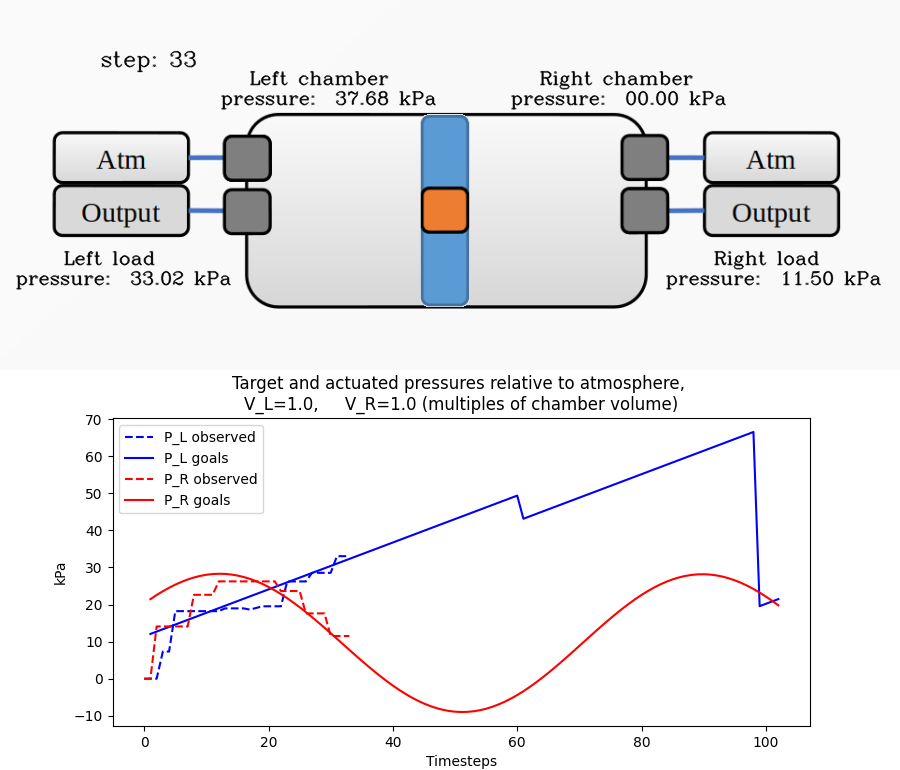 step: 33
Left chamber
pressure: 37.68 kPa
Right chamber
pressure: 00.00 kPa
Atm
Output
Atm
Output
Left load
pressure: 33.02 kPa
Right load
pressure: 11.50 kPa
Target and actuated pressures relative to atmosphere,
V_L=1.0, V_R=1.0 (multiples of chamber volume)
P_L observed
P_L goals
P_R observed
P_R goals
70
60
50
40
30
20
10
0
−10
kPa
0 20 40 60 80 100
Timesteps